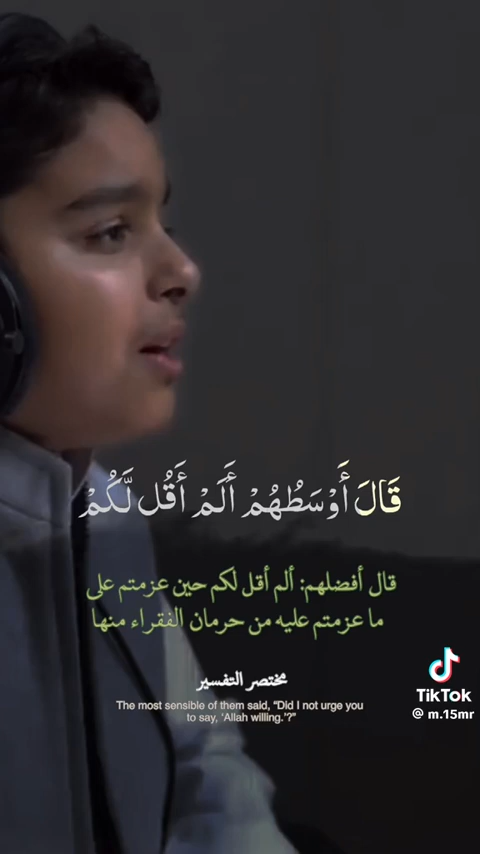 قَالَ أَوْسَطُهُمْ أَلَمْ أَقُل لَّكُمْ
قال أفضلهم: ألم أقل لكم حين عزمتم على
ما عزمتم عليه من حرمان الفقراء منها
مختصر التفسير
The most sensible of them said, “Did I not urge you
to say, ‘Allah willing.’?”
TikTok
@ m.15mr